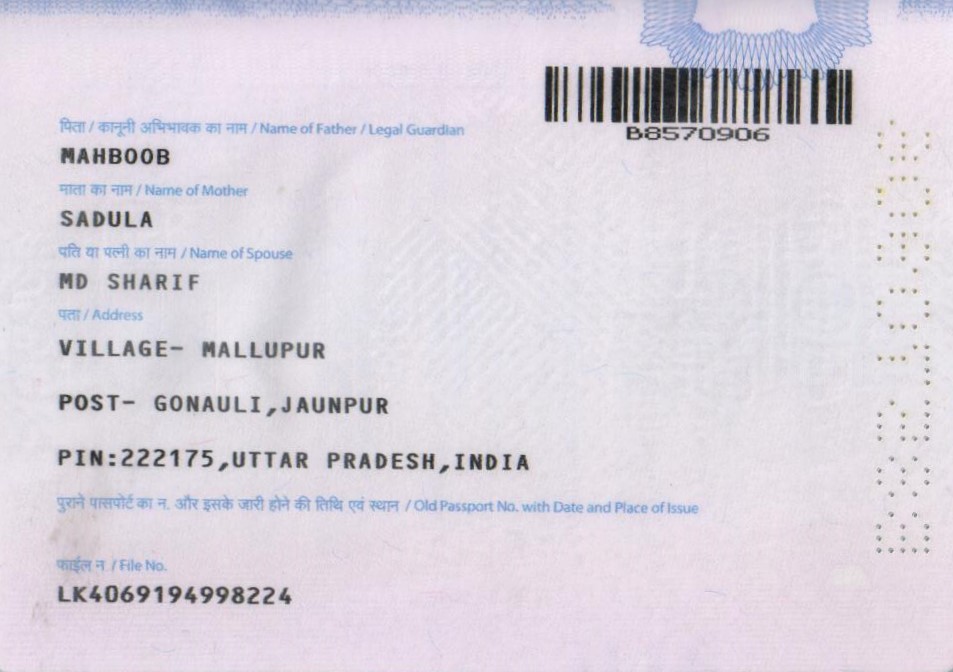 B8570906
पिता / कानूनी अभिभावक का नाम / Name of Father / Legal Guardian
MAHBOOB
माता का नाम / Name of Mother
SADULA
पति या पत्नी का नाम / Name of Spouse
MD SHARIF
पता / Address
VILLAGE- MALLUPUR
POST- GONAULI,JAUNPUR
PIN:222175,UTTAR PRADESH,INDIA
पुराने पासपोर्ट का न. और इसके जारी होने की तिथि एवं स्थान / Old Passport No. with Date and Place of Issue
फाईल न / File No.
LK4069194998224